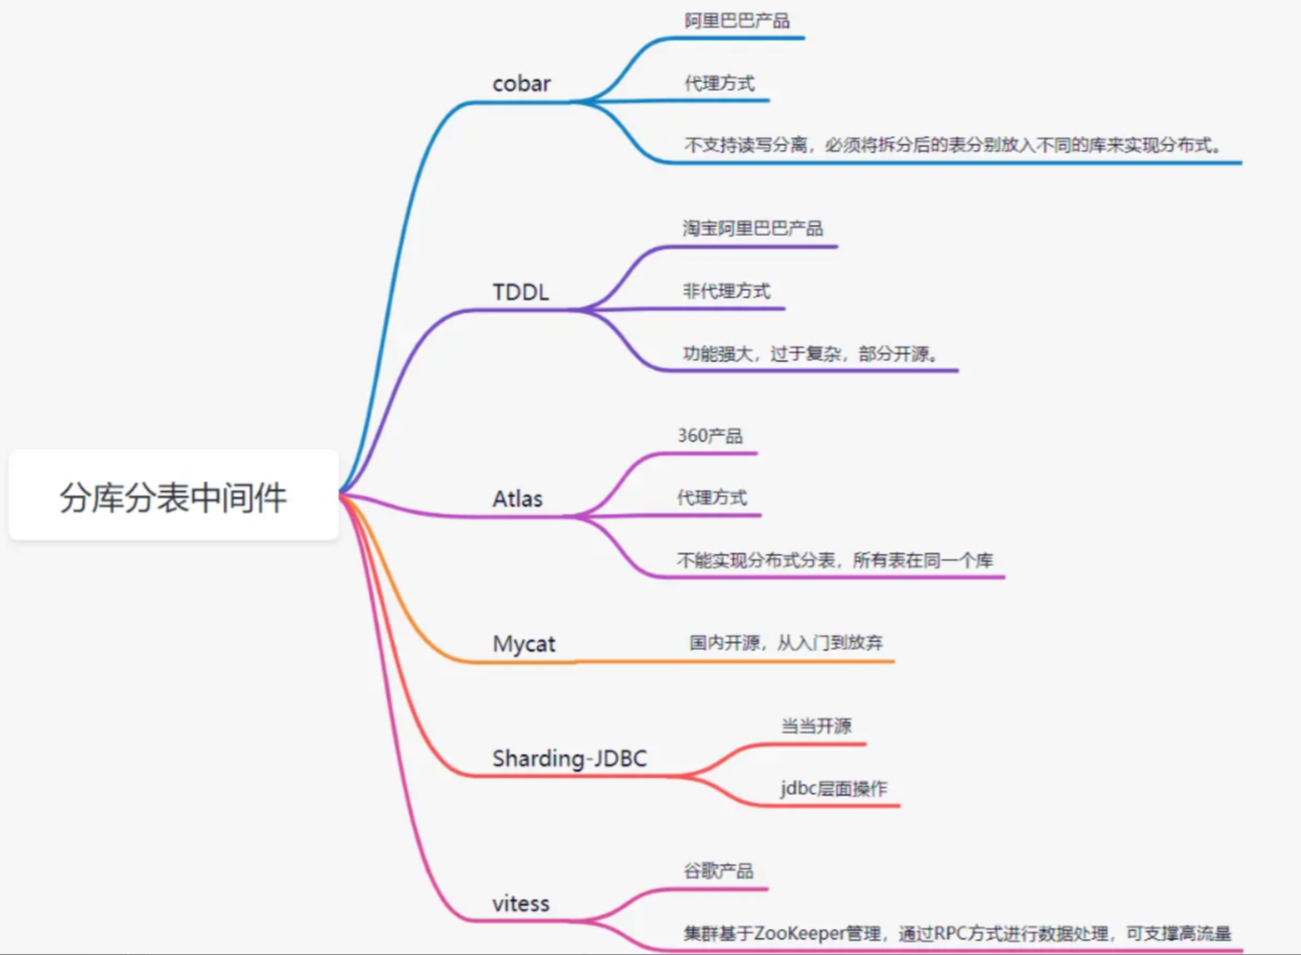 分库分表中间件
cobar
阿里巴巴产品
代理方式
不支持读写分离，必须将拆分后的表分别放入不同的库来实现分布式。
TDDL
淘宝阿里巴巴产品
非代理方式
功能强大，过于复杂，部分开源。
Atlas
360产品
代理方式
不能实现分布式分表，所有表在同一个库
Mycat
国内开源，从入门到放弃
Sharding-JDBC
当当开源
jdbc层面操作
vitess
谷歌产品
集群基于ZooKeeper管理，通过RPC方式进行数据处理，可支撑高流量